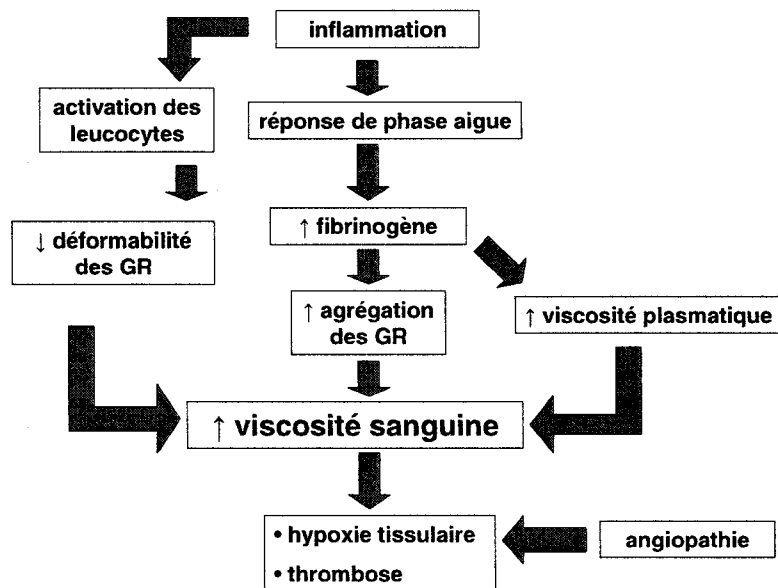 inflammation
activation des
leucocytes
réponse de phase aigue
↓ déformabilité
des GR
↑ fibrinogène
↑ agrégation
des GR
↑ viscosité plasmatique
↑ viscosité sanguine
• hypoxie tissulaire
• thrombose
angiopathie